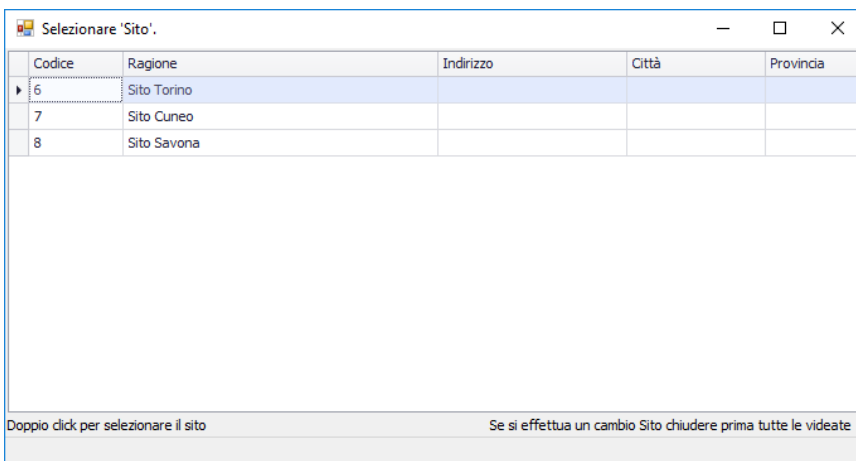 Selezionare 'Sito'.
Codice Ragione Indirizzo Città Provincia
6 Sito Torino
7 Sito Cuneo
8 Sito Savona
Doppio click per selezionare il sito Se si effettua un cambio Sito chiudere prima tutte le videate